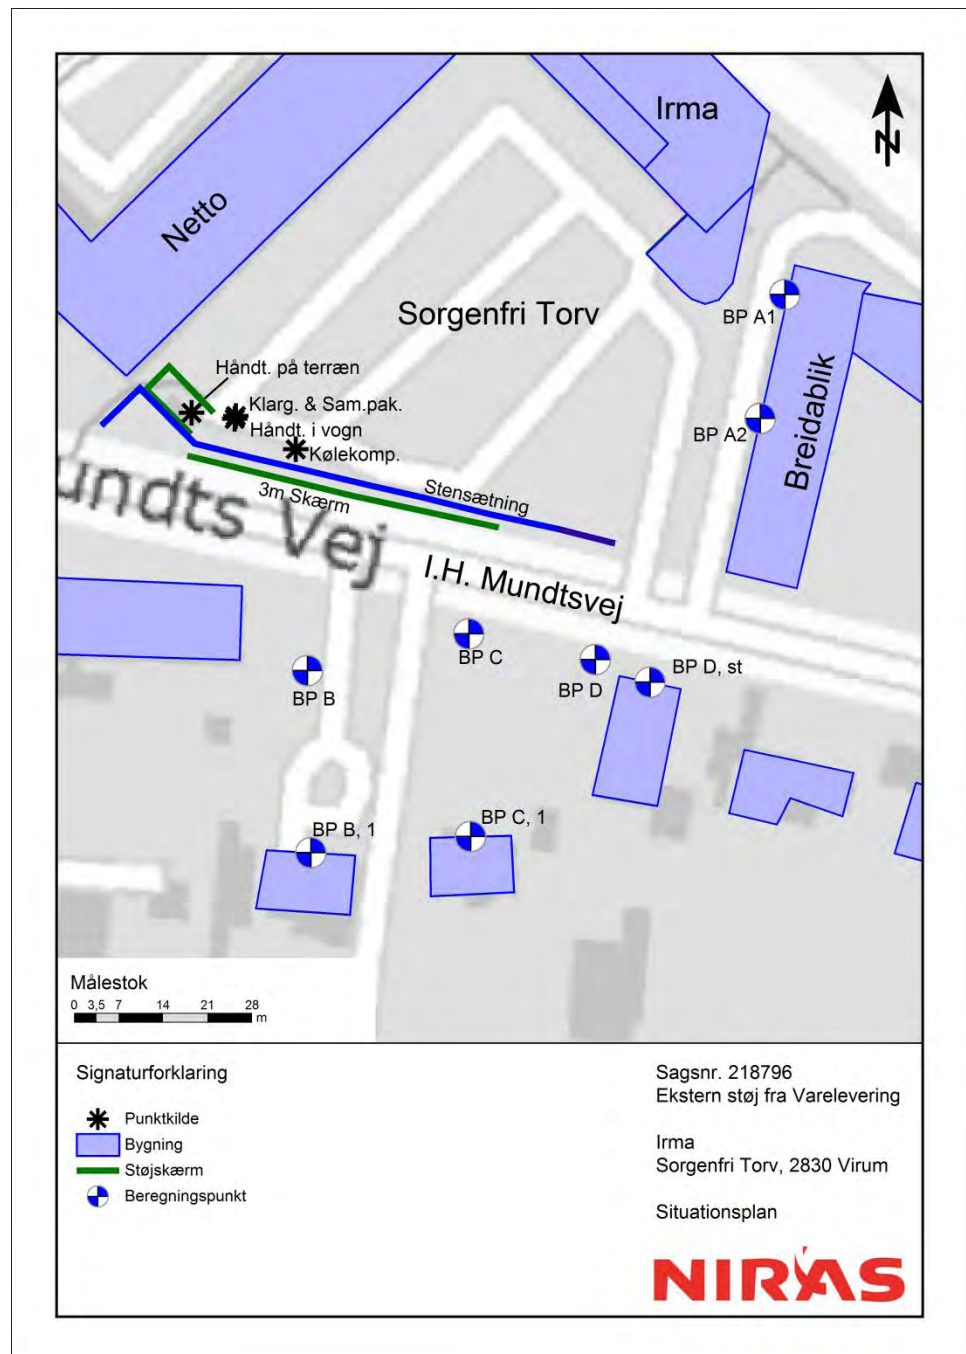 Irma
N
Netto
Sorgenfri Torv
BP A1
Håndt. på terræn
Breidablik
Klarg. & Sam.pak.
BP A2
Håndt. i vogn
Kølekomp.
3m Skærm
Stensætning
undts Vej
I.H. Mundtsvej
BP C
BP D
BP D, st
BP B
BP B, 1
BP C, 1
Målestok
0 3,5 7 14 21 28
m
Signaturforklaring
Punktkilde
Bygning
Støjskærm
Beregningspunkt
Sagsnr. 218796
Ekstern støj fra Varelevering
Irma
Sorgenfri Torv, 2830 Virum
Situationsplan
NIRAS